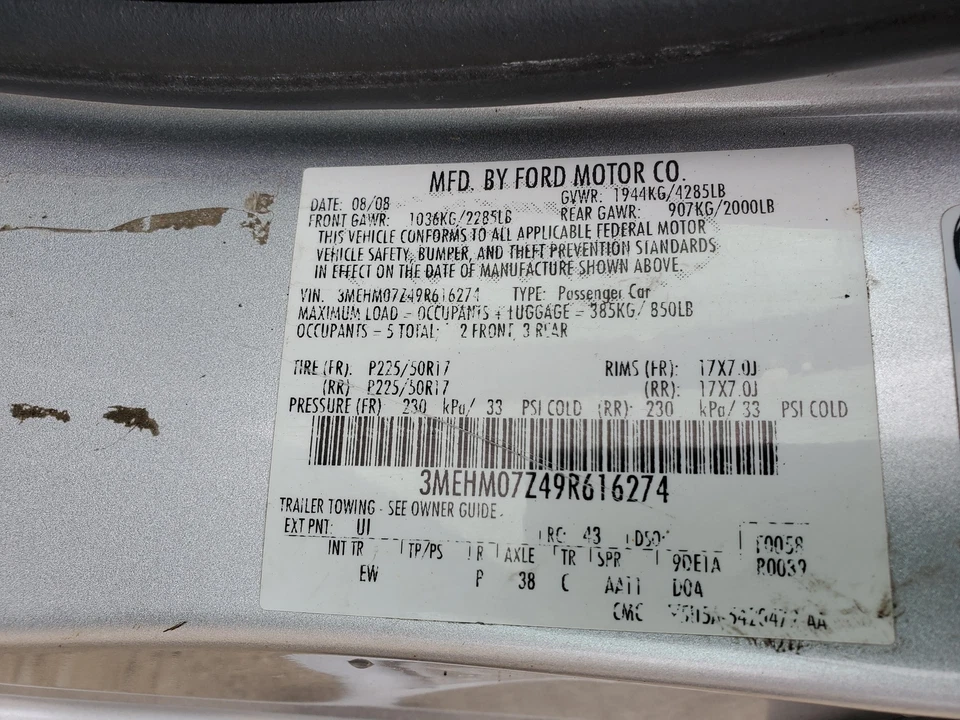 MFD. BY FORD MOTOR CO.
DATE: 08/08 GVWR: 1944KG/4285LB
FRONT GAWR: 1036KG/2285LB REAR GAWR: 907KG/2000LB
THIS VEHICLE CONFORMS TO ALL APPLICABLE FEDERAL MOTOR
VEHICLE SAFETY, BUMPER, AND THEFT PREVENTION STANDARDS
IN EFFECT ON THE DATE OF MANUFACTURE SHOWN ABOVE.
VIN: 3MEHM07Z49R616274 TYPE: Passenger Car
MAXIMUM LOAD = OCCUPANTS + LUGGAGE = 385KG/ 850LB
OCCUPANTS = 5 TOTAL; 2 FRONT, 3 REAR
TIRE (FR): P225/50R17 RIMS (FR): 17X7.0J
(RR) P225/50R17 (RR): 17X7.0J
PRESSURE (FR) 230 kPa/ 33 PSI COLD (RR): 230 kPa/ 33 PSI COLD
3MEHM07Z49R616274
TRAILER TOWING - SEE OWNER GUIDE.
EXT PNT: UI RC: 43 DSO:
INT TR TP/PS R AXLE TR SPR 9DE1A
EW P 38 C AA11 DOA
CMC